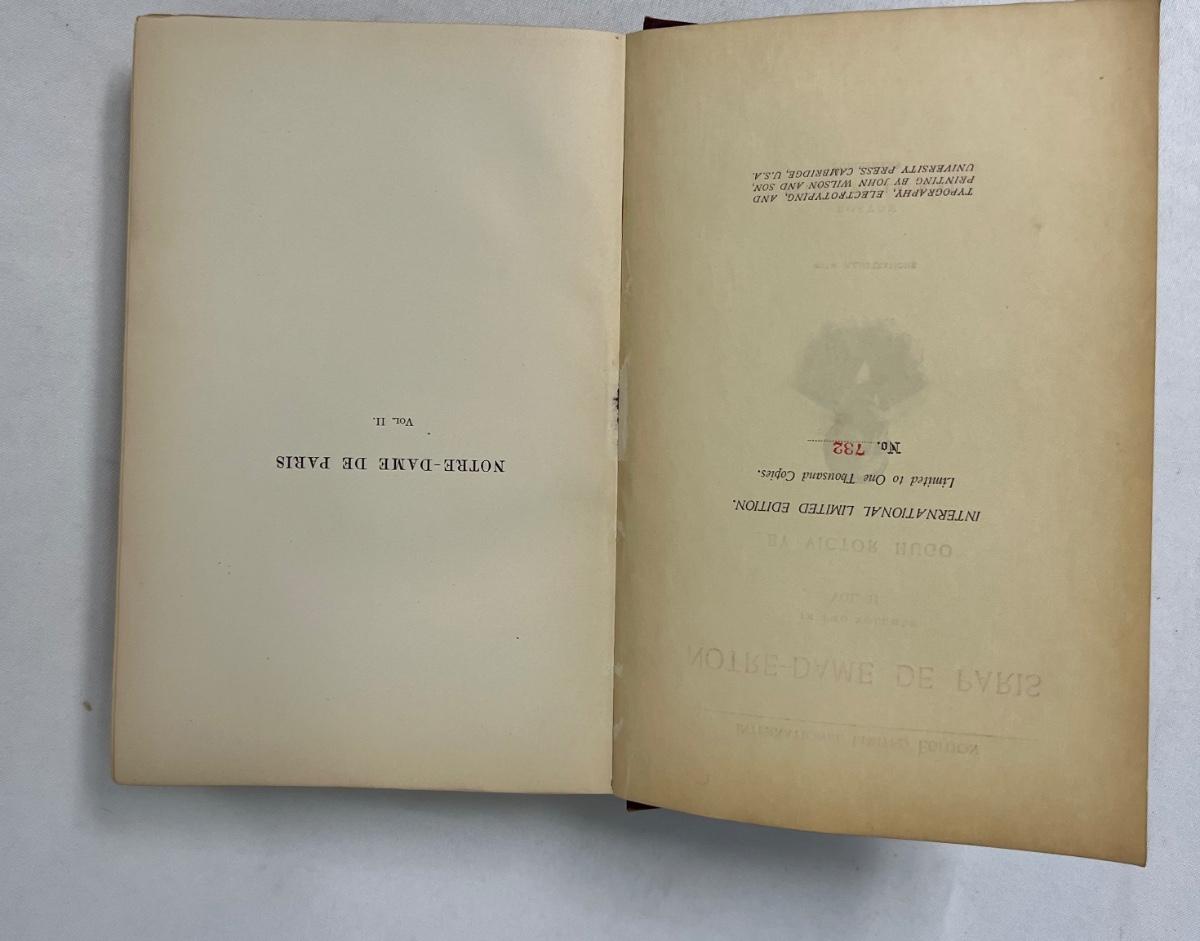 INTERNATIONAL LIMITED EDITION.
Limited to One Thousand Copies.
No. 732
TYPOGRAPHY, ELECTROTYPING, AND
PRINTING BY JOHN WILSON AND SON,
UNIVERSITY PRESS, CAMBRIDGE, U.S.A.
NOTRE-DAME DE PARIS
VOL. II.